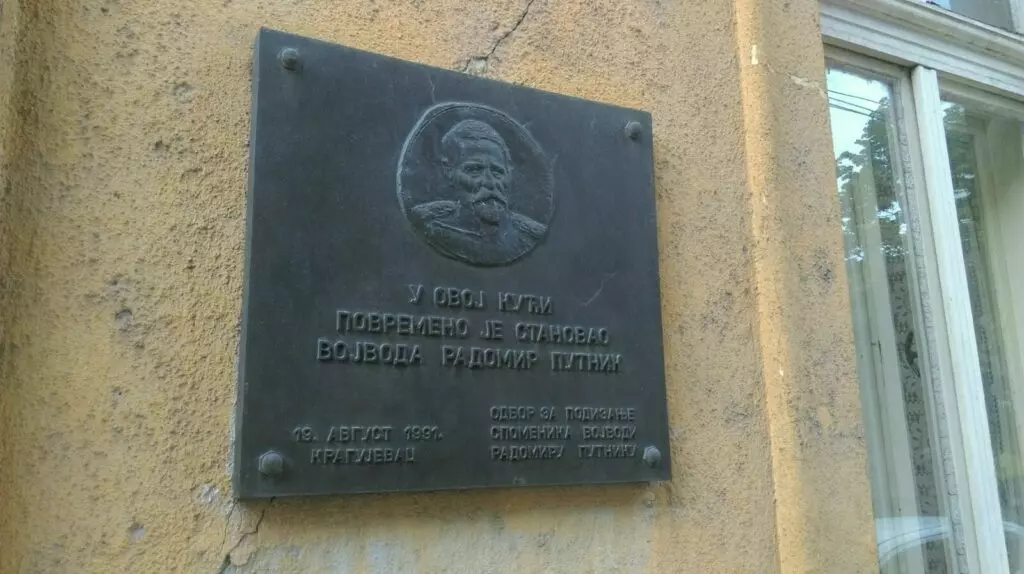 У ОВОЈ КУЋИ
ПОВРЕМЕНО ЈЕ СТАНОВАО
ВОЈВОДА РАДОМИР ПУТНИК
19. АВГУСТ 1991.
КРАГУЈЕВАЦ
ОДБОР ЗА ПОДИЗАЊЕ
СПОМЕНИКА ВОЈВОДИ
РАДОМИРУ ПУТНИКУ